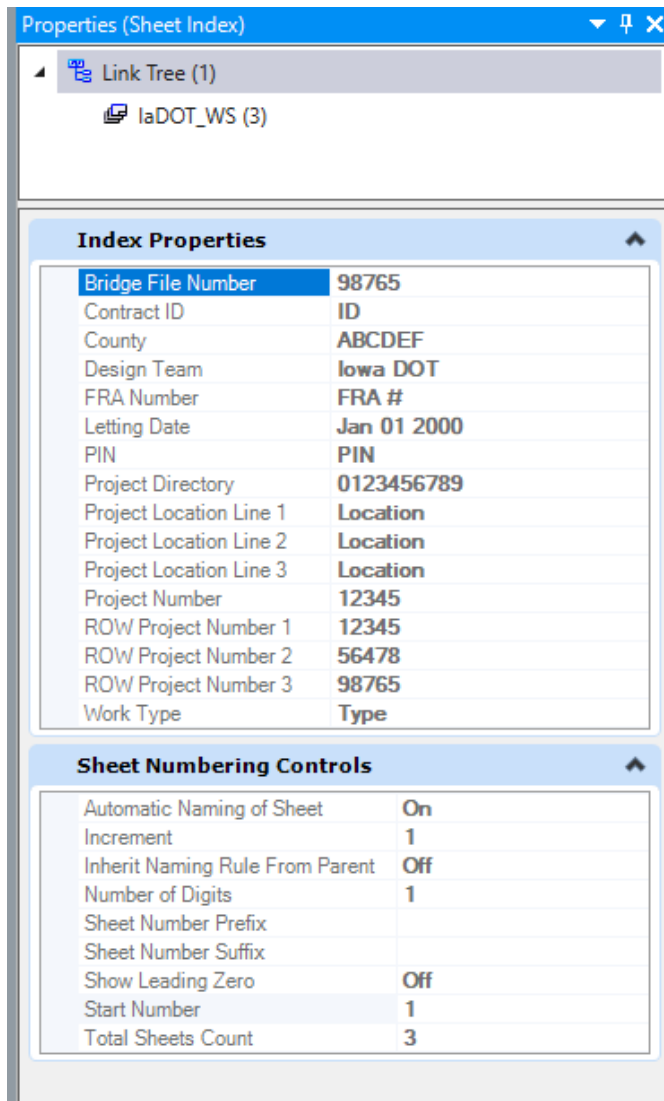 Properties (Sheet Index)
Link Tree (1)
IaDOT_WS (3)
Index Properties
Bridge File Number 98765
Contract ID ID
County ABCDEF
Design Team Iowa DOT
FRA Number FRA #
Letting Date Jan 01 2000
PIN PIN
Project Directory 0123456789
Project Location Line 1 Location
Project Location Line 2 Location
Project Location Line 3 Location
Project Number 12345
ROW Project Number 1 12345
ROW Project Number 2 56478
ROW Project Number 3 98765
Work Type Type
Sheet Numbering Controls
Automatic Naming of Sheet On
Increment 1
Inherit Naming Rule From Parent Off
Number of Digits 1
Sheet Number Prefix
Sheet Number Suffix
Show Leading Zero Off
Start Number 1
Total Sheets Count 3